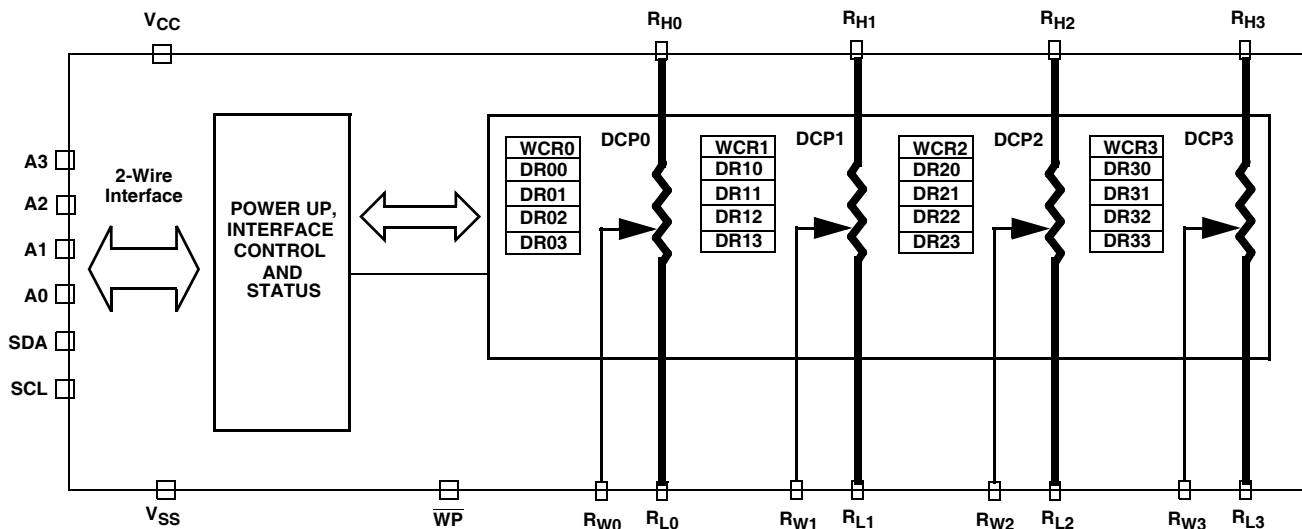 VCC
RH0
RH1
RH2
RH3
A3
A2
A1
A0
SDA
SCL
2-Wire
Interface
POWER UP,
INTERFACE
CONTROL
AND
STATUS
WCR0
DR00
DR01
DR02
DR03
DCP0
WCR1
DR10
DR11
DR12
DR13
DCP1
WCR2
DR20
DR21
DR22
DR23
DCP2
WCR3
DR30
DR31
DR32
DR33
DCP3
VSS
WP
RW0
RL0
RW1
RL1
RW2
RL2
RW3
RL3